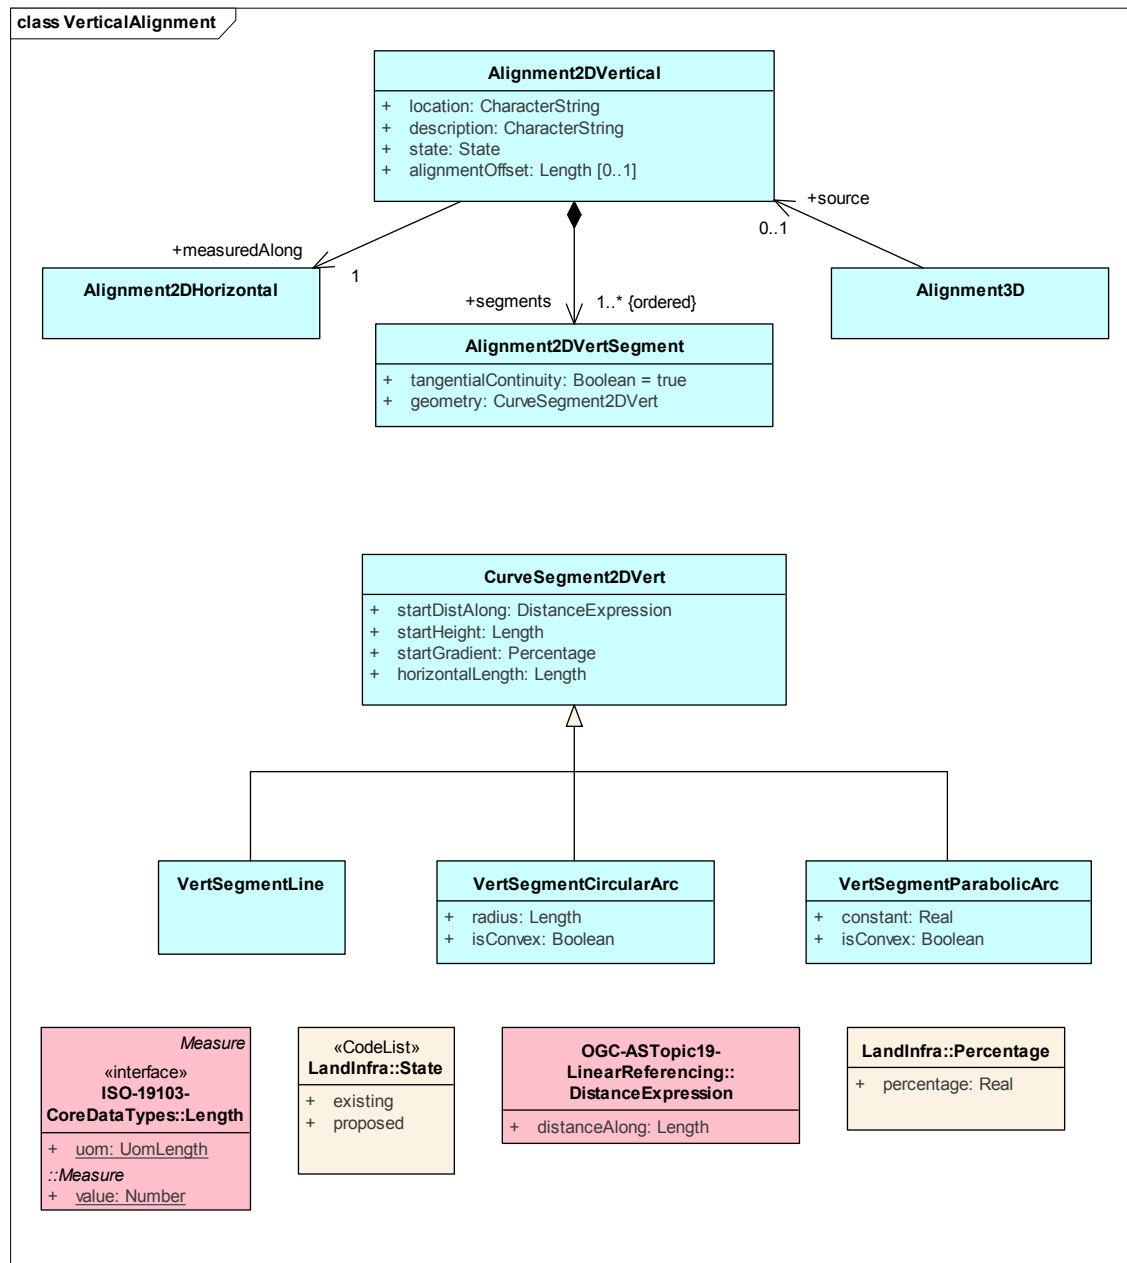 class VerticalAlignment
Alignment2DVertical
+ location: CharacterString
+ description: CharacterString
+ state: State
+ alignmentOffset: Length [0..1]
+source
0..1
+measuredAlong
1
Alignment2DHorizontal
Alignment3D
+segments
1..* {ordered}
Alignment2DVertSegment
+ tangentialContinuity: Boolean = true
+ geometry: CurveSegment2DVert
CurveSegment2DVert
+ startDistAlong: DistanceExpression
+ startHeight: Length
+ startGradient: Percentage
+ horizontalLength: Length
VertSegmentLine
VertSegmentCircularArc
+ radius: Length
+ isConvex: Boolean
VertSegmentParabolicArc
+ constant: Real
+ isConvex: Boolean
Measure
«interface»
ISO-19103-
CoreDataTypes::Length
+ uom: UomLength
::Measure
+ value: Number
«CodeList»
LandInfra::State
+ existing
+ proposed
OGC-ASTopic19-
LinearReferencing::
DistanceExpression
+ distanceAlong: Length
LandInfra::Percentage
+ percentage: Real